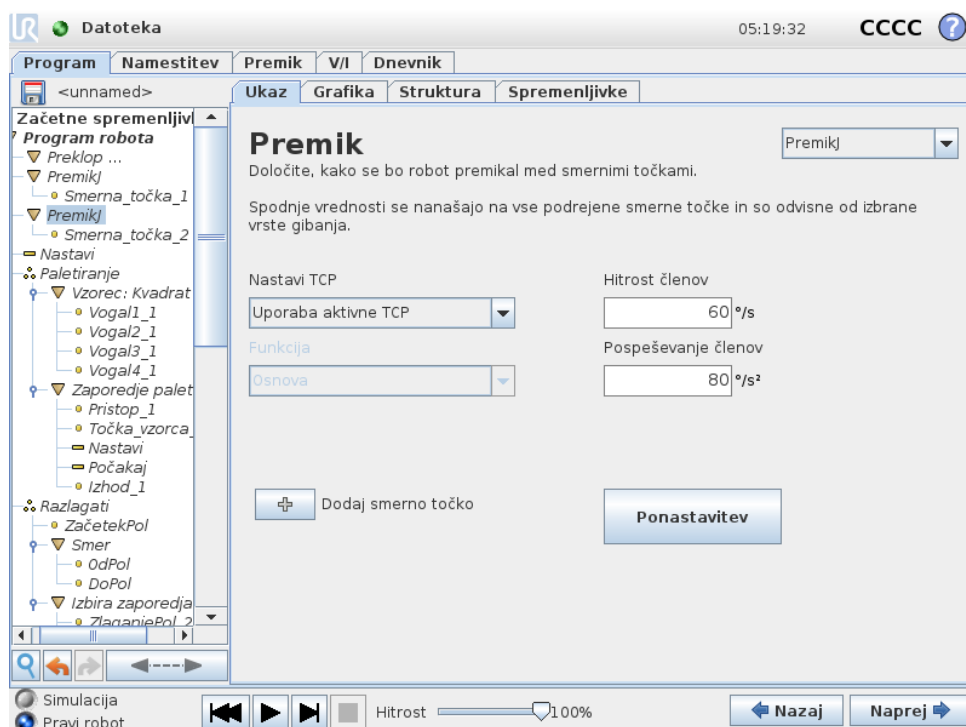 UR Datoteka 05:19:32 CCCC ?
Program Namestitev Premik V/I Dnevnik
<unnamed>
Ukaz Grafika Struktura Spremenljivke
Začetne spremenljivl
Program robota
Preklop ...
PremikJ
Smerna_točka_1
PremikJ
Smerna_točka_2
Nastavi
Paletiranje
Vzorec: Kvadrat
Vogal1_1
Vogal2_1
Vogal3_1
Vogal4_1
Zaporedje palet
Pristop_1
Točka_vzorca_
Nastavi
Počakaj
Izhod_1
Razlagati
ZačetekPol
Smer
OdPol
DoPol
Izbira zaporedja
ZlaganjePol_2
Premik
PremikJ
Določite, kako se bo robot premikal med smernimi točkami.
Spodnje vrednosti se nanašajo na vse podrejene smerne točke in so odvisne od izbrane
vrste gibanja.
Nastavi TCP
Uporaba aktivne TCP
Funkcija
Osnova
Hitrost členov
60 °/s
Pospeševanje členov
80 °/s²
Dodaj smerno točko
Ponastavitev
Simulacija
Pravi robot
Hitrost 100%
Nazaj
Naprej